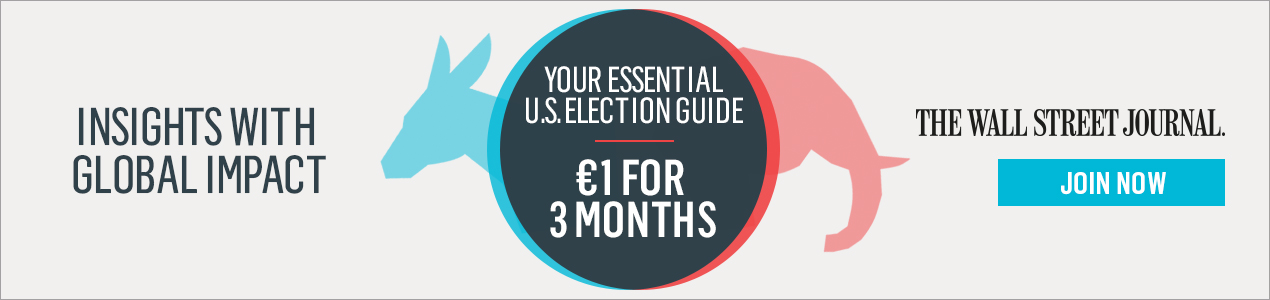 INSIGHTS WITH
GLOBAL IMPACT
YOUR ESSENTIAL
U.S. ELECTION GUIDE
€1 FOR
3 MONTHS
THE WALL STREET JOURNAL.
JOIN NOW